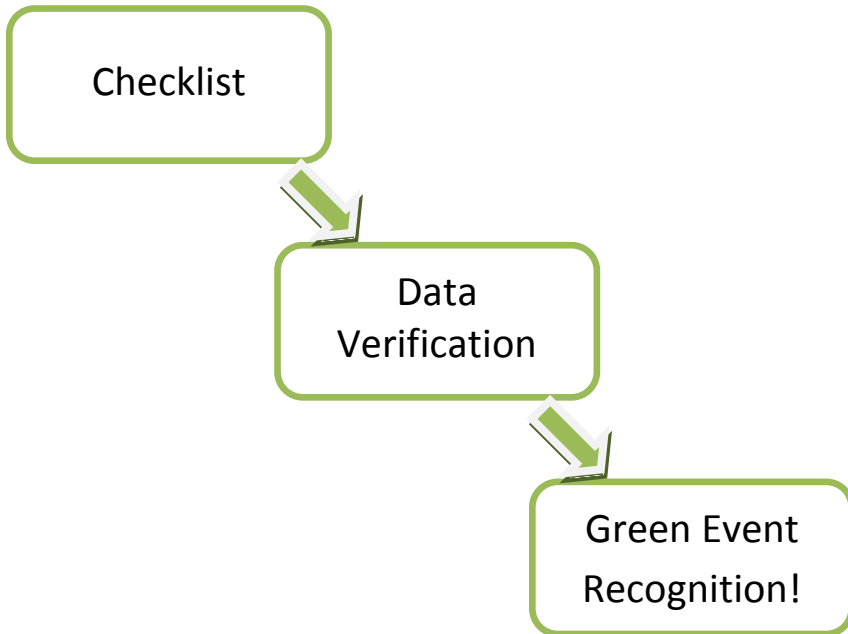 Checklist
Data
Verification
Green Event
Recognition!